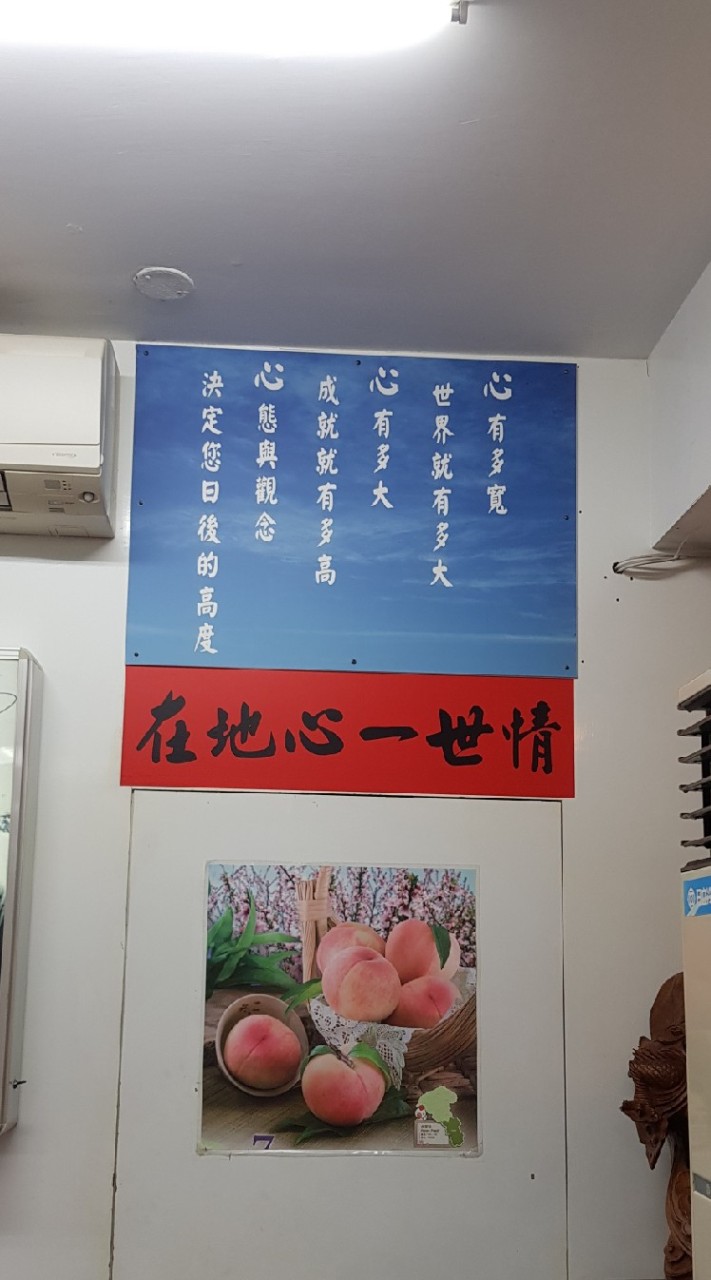 心有多寬
世界就有多大
心有多大
成就就有多高
心態與觀念
決定您日後的高度
在地心一世情
7